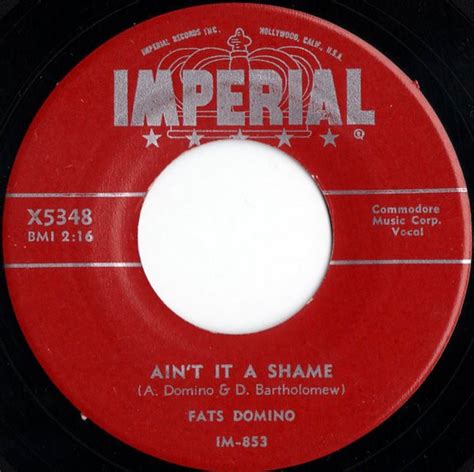 IMPERIAL RECORDS INC. HOLLYWOOD, CALIF., U.S.A.
IMPERIAL
X5348
BMI 2:16
Commodore
Music Corp.
Vocal
AIN'T IT A SHAME
(A. Domino & D. Bartholomew)
FATS DOMINO
IM-853